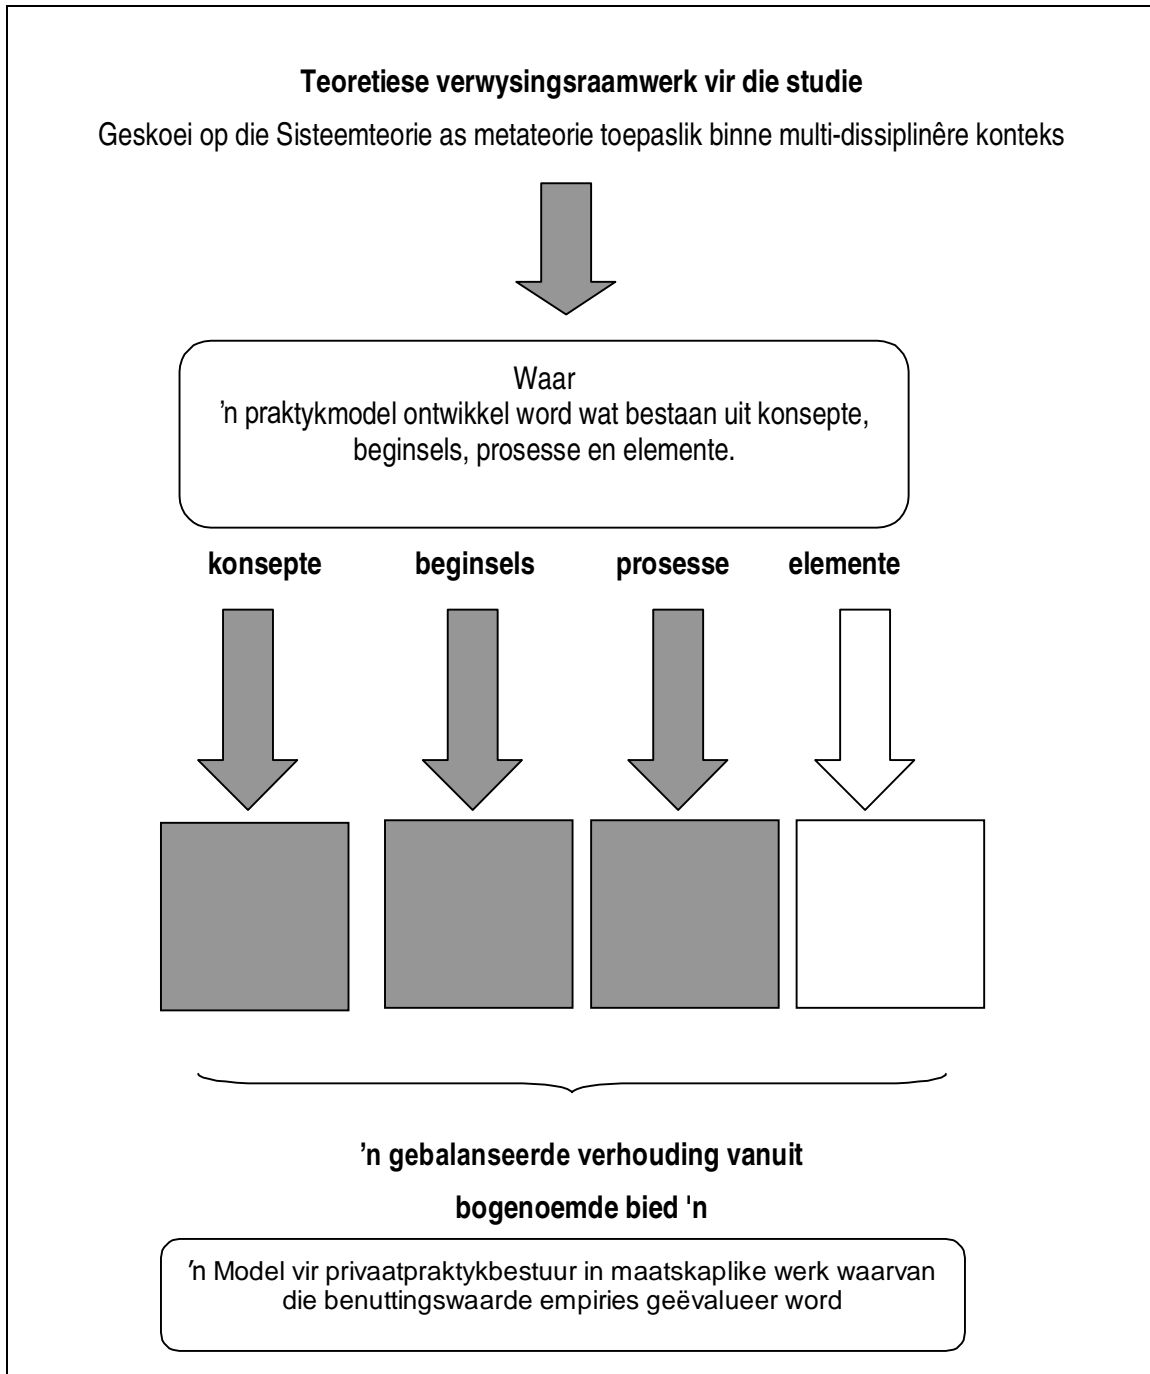 Teoretiese verwysingsraamwerk vir die studie
Geskoei op die Sisteemteorie as metateorie toepaslik binne multi-dissiplinêre konteks
Waar
’n praktykmodel ontwikkel word wat bestaan uit konsepte,
beginsels, prosesse en elemente.
konsepte beginsels prosesse elemente
’n gebalanseerde verhouding vanuit
bogenoemde bied 'n
’n Model vir privaatpraktykbestuur in maatskaplike werk waarvan
die benuttingswaarde empiries geëvalueer word